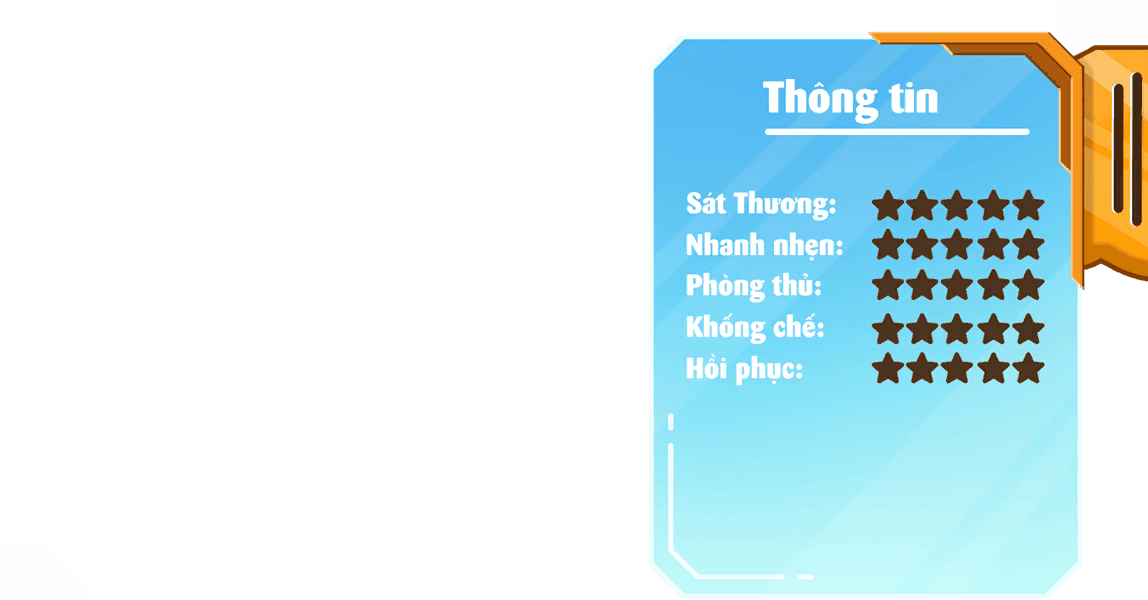 Thông tin
Sát Thương:
Nhanh nhẹn:
Phòng thủ:
Khống chế:
Hồi phục: